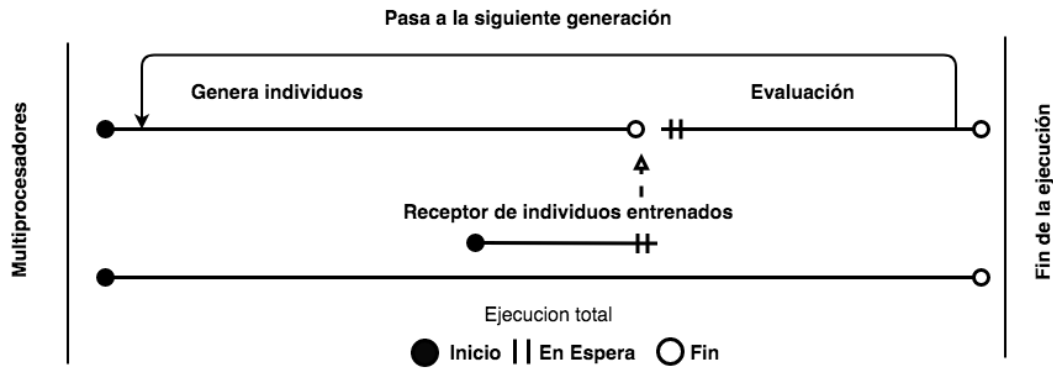 Pasa a la siguiente generación
Multiprocesadores
Genera individuos
Evaluación
Receptor de individuos entrenados
Fin de la ejecución
Ejecucion total
Inicio
En Espera
Fin